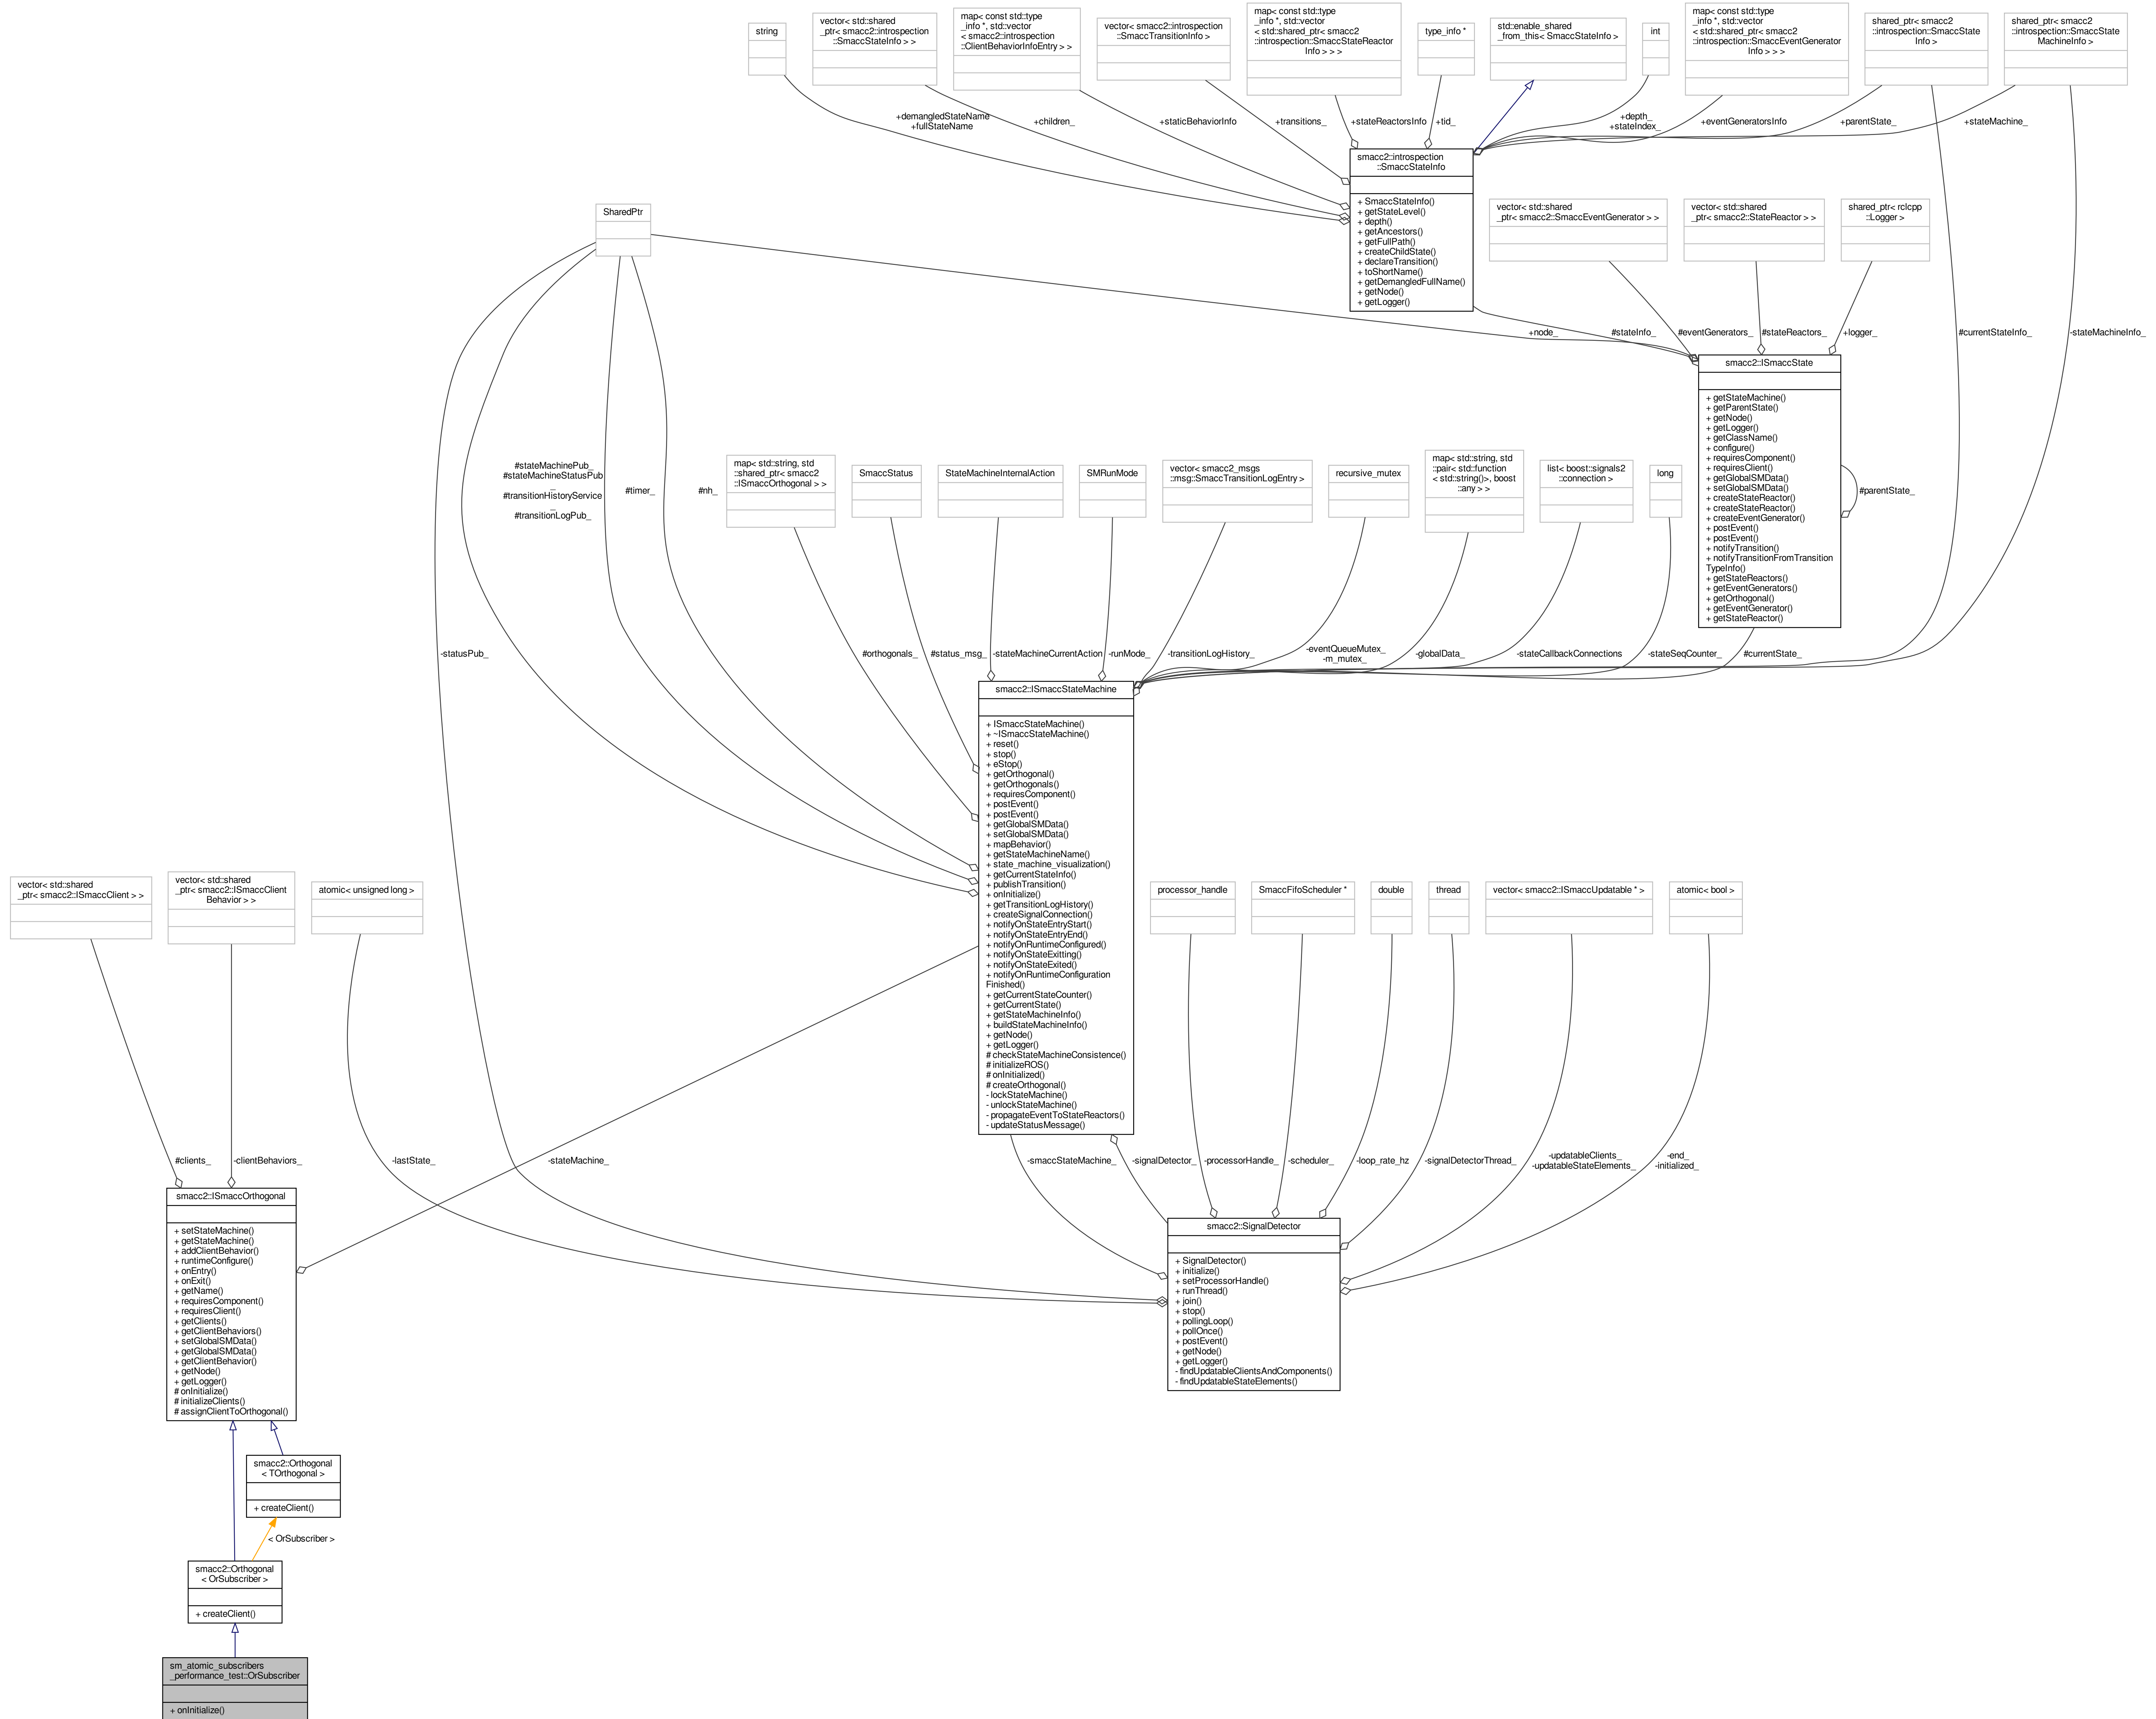 string
vector< std::shared
_ptr< smacc2::introspection
::SmaccStateInfo > >
map< const std::type
_info *, std::vector
< smacc2::introspection
::ClientBehaviorInfoEntry > >
vector< smacc2::introspection
::SmaccTransitionInfo >
map< const std::type
_info *, std::vector
< std::shared_ptr< smacc2
::introspection::SmaccStateReactor
Info > > >
type_info *
std::enable_shared
_from_this< SmaccStateInfo >
int
map< const std::type
_info *, std::vector
< std::shared_ptr< smacc2
::introspection::SmaccEventGenerator
Info > > >
shared_ptr< smacc2
::introspection::SmaccState
Info >
shared_ptr< smacc2
::introspection::SmaccState
MachineInfo >
+demangledStateName
+fullStateName
+children_
+staticBehaviorInfo
+transitions_
+stateReactorsInfo
+tid_
+depth_
+stateIndex_
+eventGeneratorsInfo
+parentState_
+stateMachine_
smacc2::introspection
::SmaccStateInfo
+ SmaccStateInfo()
+ getStateLevel()
+ depth()
+ getAncestors()
+ getFullPath()
+ createChildState()
+ declareTransition()
+ toShortName()
+ getDemangledFullName()
+ getNode()
+ getLogger()
SharedPtr
vector< std::shared
_ptr< smacc2::SmaccEventGenerator > >
vector< std::shared
_ptr< smacc2::StateReactor > >
shared_ptr< rclcpp
::Logger >
+node_
#stateInfo_
#eventGenerators_
#stateReactors_
+logger_
#currentStateInfo_
-stateMachineInfo_
smacc2::ISmaccState
+ getStateMachine()
+ getParentState()
+ getNode()
+ getLogger()
+ getClassName()
+ configure()
+ requiresComponent()
+ requiresClient()
+ getGlobalSMData()
+ setGlobalSMData()
+ createStateReactor()
+ createStateReactor()
+ createEventGenerator()
+ postEvent()
+ postEvent()
+ notifyTransition()
+ notifyTransitionFromTransition
TypeInfo()
+ getStateReactors()
+ getEventGenerators()
+ getOrthogonal()
+ getEventGenerator()
+ getStateReactor()
#parentState_
#stateMachinePub_
#stateMachineStatusPub
_
#transitionHistoryService
_
#transitionLogPub_
#timer_
#nh_
map< std::string, std
::shared_ptr< smacc2
::ISmaccOrthogonal > >
SmaccStatus
StateMachineInternalAction
SMRunMode
vector< smacc2_msgs
::msg::SmaccTransitionLogEntry >
recursive_mutex
map< std::string, std
::pair< std::function
< std::string()>, boost
::any > >
list< boost::signals2
::connection >
long
-statusPub_
#orthogonals_
#status_msg_
-stateMachineCurrentAction
-runMode_
-transitionLogHistory_
-eventQueueMutex_
-m_mutex_
-globalData_
-stateCallbackConnections
-stateSeqCounter_
#currentState_
smacc2::ISmaccStateMachine
+ ISmaccStateMachine()
+ ~ISmaccStateMachine()
+ reset()
+ stop()
+ eStop()
+ getOrthogonal()
+ getOrthogonals()
+ requiresComponent()
+ postEvent()
+ postEvent()
+ getGlobalSMData()
+ setGlobalSMData()
+ mapBehavior()
+ getStateMachineName()
+ state_machine_visualization()
+ getCurrentStateInfo()
+ publishTransition()
+ onInitialize()
+ getTransitionLogHistory()
+ createSignalConnection()
+ notifyOnStateEntryStart()
+ notifyOnStateEntryEnd()
+ notifyOnRuntimeConfigured()
+ notifyOnStateExitting()
+ notifyOnStateExited()
+ notifyOnRuntimeConfiguration
Finished()
+ getCurrentStateCounter()
+ getCurrentState()
+ getStateMachineInfo()
+ buildStateMachineInfo()
+ getNode()
+ getLogger()
# checkStateMachineConsistence()
# initializeROS()
# onInitialized()
# createOrthogonal()
- lockStateMachine()
- unlockStateMachine()
- propagateEventToStateReactors()
- updateStatusMessage()
vector< std::shared
_ptr< smacc2::ISmaccClient > >
vector< std::shared
_ptr< smacc2::ISmaccClient
Behavior > >
atomic< unsigned long >
processor_handle
SmaccFifoScheduler *
double
thread
vector< smacc2::ISmaccUpdatable * >
atomic< bool >
#clients_
-clientBehaviors_
-lastState_
-stateMachine_
-smaccStateMachine_
-signalDetector_
-processorHandle_
-scheduler_
-loop_rate_hz
-signalDetectorThread_
-updatableClients_
-updatableStateElements_
-end_
-initialized_
smacc2::ISmaccOrthogonal
+ setStateMachine()
+ getStateMachine()
+ addClientBehavior()
+ runtimeConfigure()
+ onEntry()
+ onExit()
+ getName()
+ requiresComponent()
+ requiresClient()
+ getClients()
+ getClientBehaviors()
+ setGlobalSMData()
+ getGlobalSMData()
+ getClientBehavior()
+ getNode()
+ getLogger()
# onInitialize()
# initializeClients()
# assignClientToOrthogonal()
smacc2::SignalDetector
+ SignalDetector()
+ initialize()
+ setProcessorHandle()
+ runThread()
+ join()
+ stop()
+ pollingLoop()
+ pollOnce()
+ postEvent()
+ getNode()
+ getLogger()
- findUpdatableClientsAndComponents()
- findUpdatableStateElements()
smacc2::Orthogonal
< TOrthogonal >
+ createClient()
< OrSubscriber >
smacc2::Orthogonal
< OrSubscriber >
+ createClient()
sm_atomic_subscribers
_performance_test::OrSubscriber
+ onInitialize()